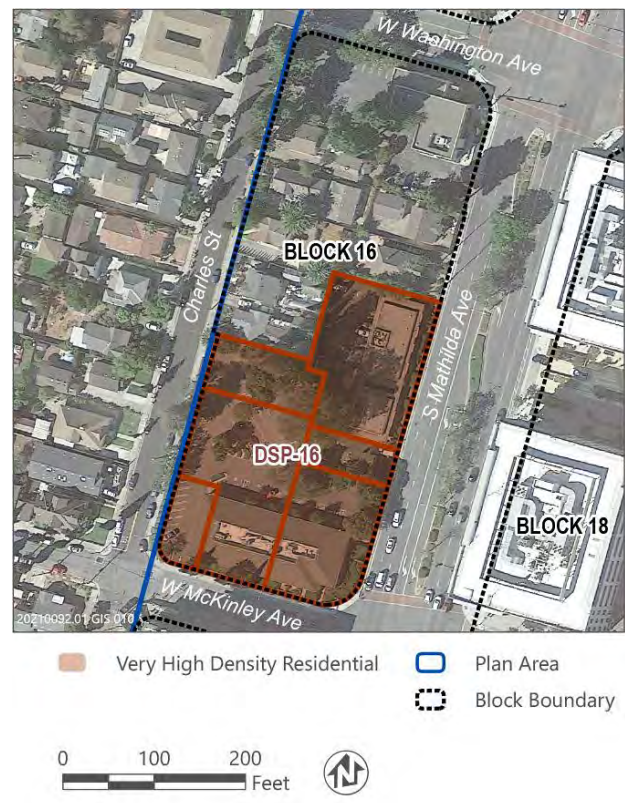 W Washington Ave
BLOCK 16
Charles St
S Mathilda Ave
DSP-16
BLOCK 18
W McKinley Ave
20210092.01 GIS 010
Very High Density Residential
Plan Area
Block Boundary
0 100 200
Feet
N